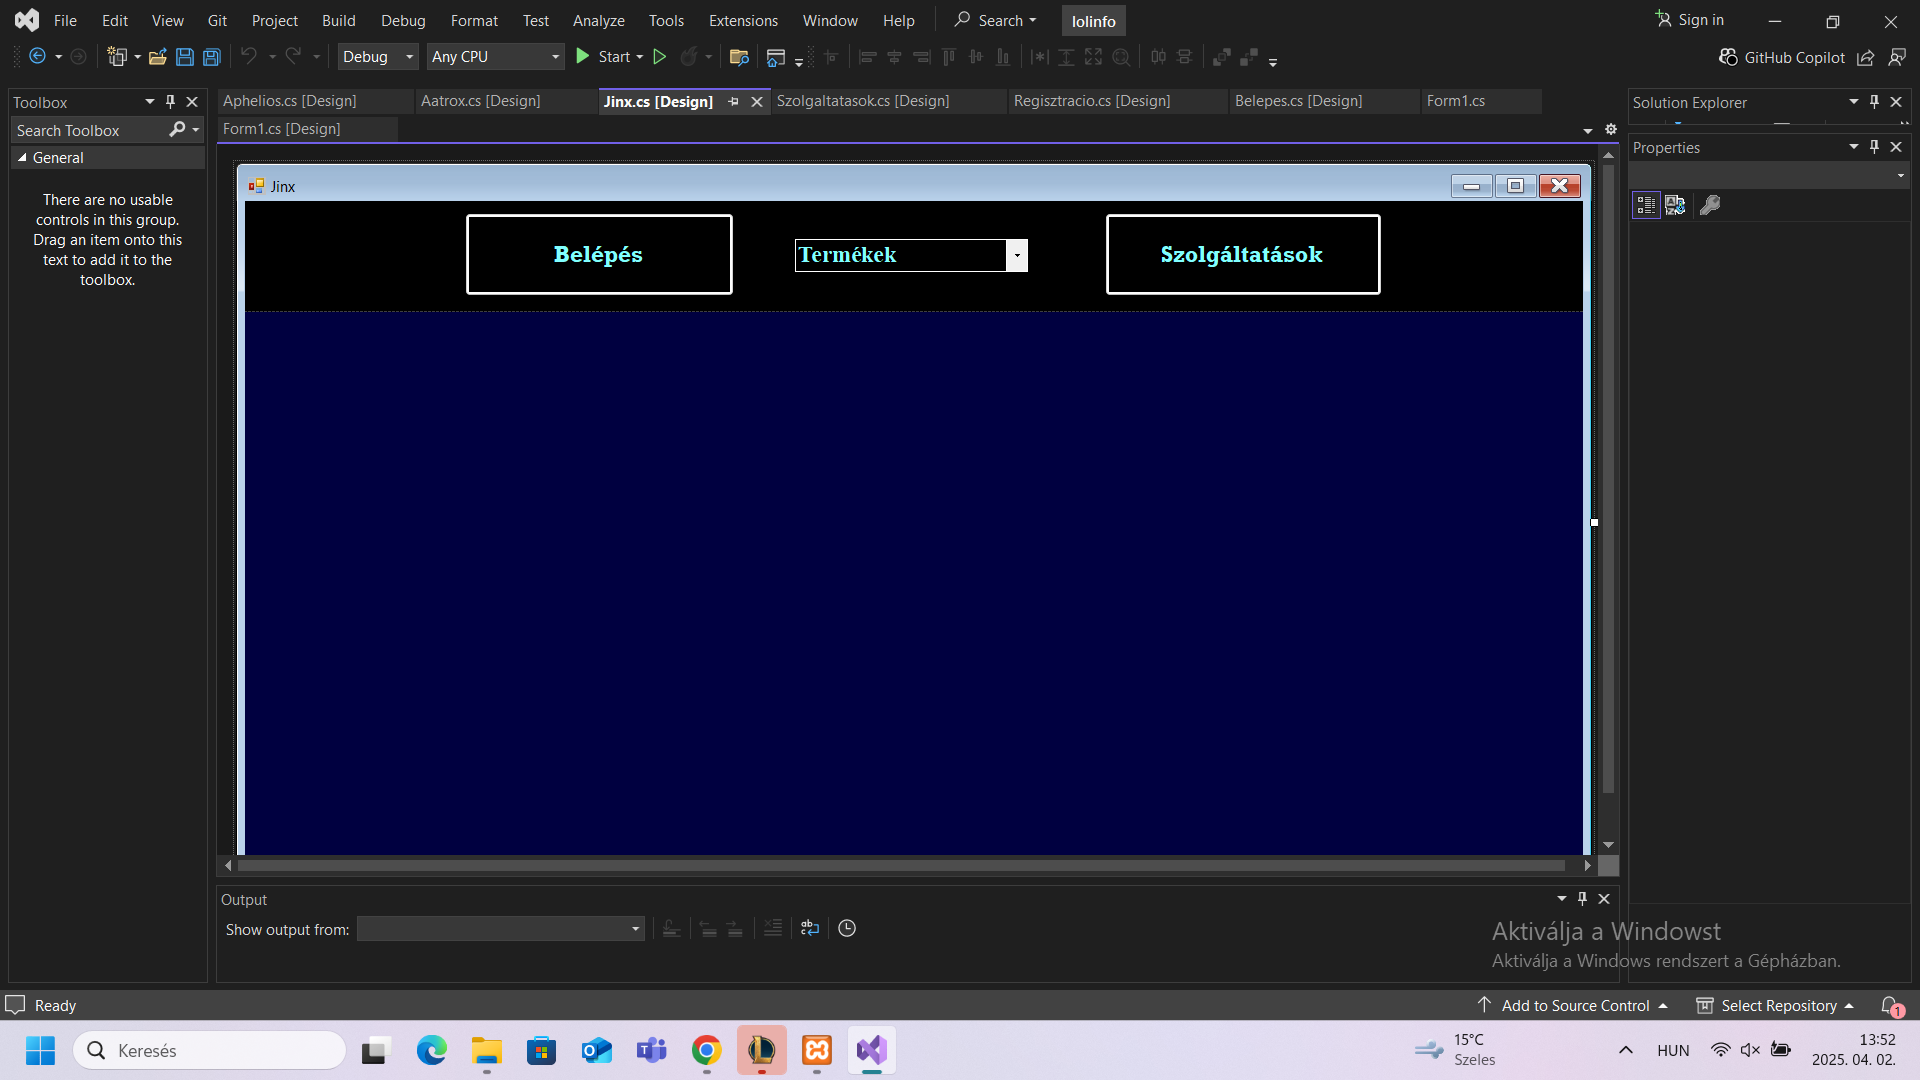 File Edit View Git Project Build Debug Format Test Analyze Tools Extensions Window Help Search lolinfo Sign in
Debug Any CPU Start GitHub Copilot
Toolbox
Search Toolbox
General
There are no usable
controls in this group.
Drag an item onto this
text to add it to the
toolbox.
Aphelios.cs [Design] Aatrox.cs [Design] Jinx.cs [Design] Szolgaltatasok.cs [Design] Regisztracio.cs [Design] Belepes.cs [Design] Form1.cs
Form1.cs [Design]
Jinx
Belépés Termékek Szolgáltatások
Solution Explorer
Properties
Output
Show output from:
Aktiválja a Windowst
Aktiválja a Windows rendszert a Gépházban.
Ready Add to Source Control Select Repository 1
Keresés
15°C
Szeles
HUN
13:52
2025. 04. 02.